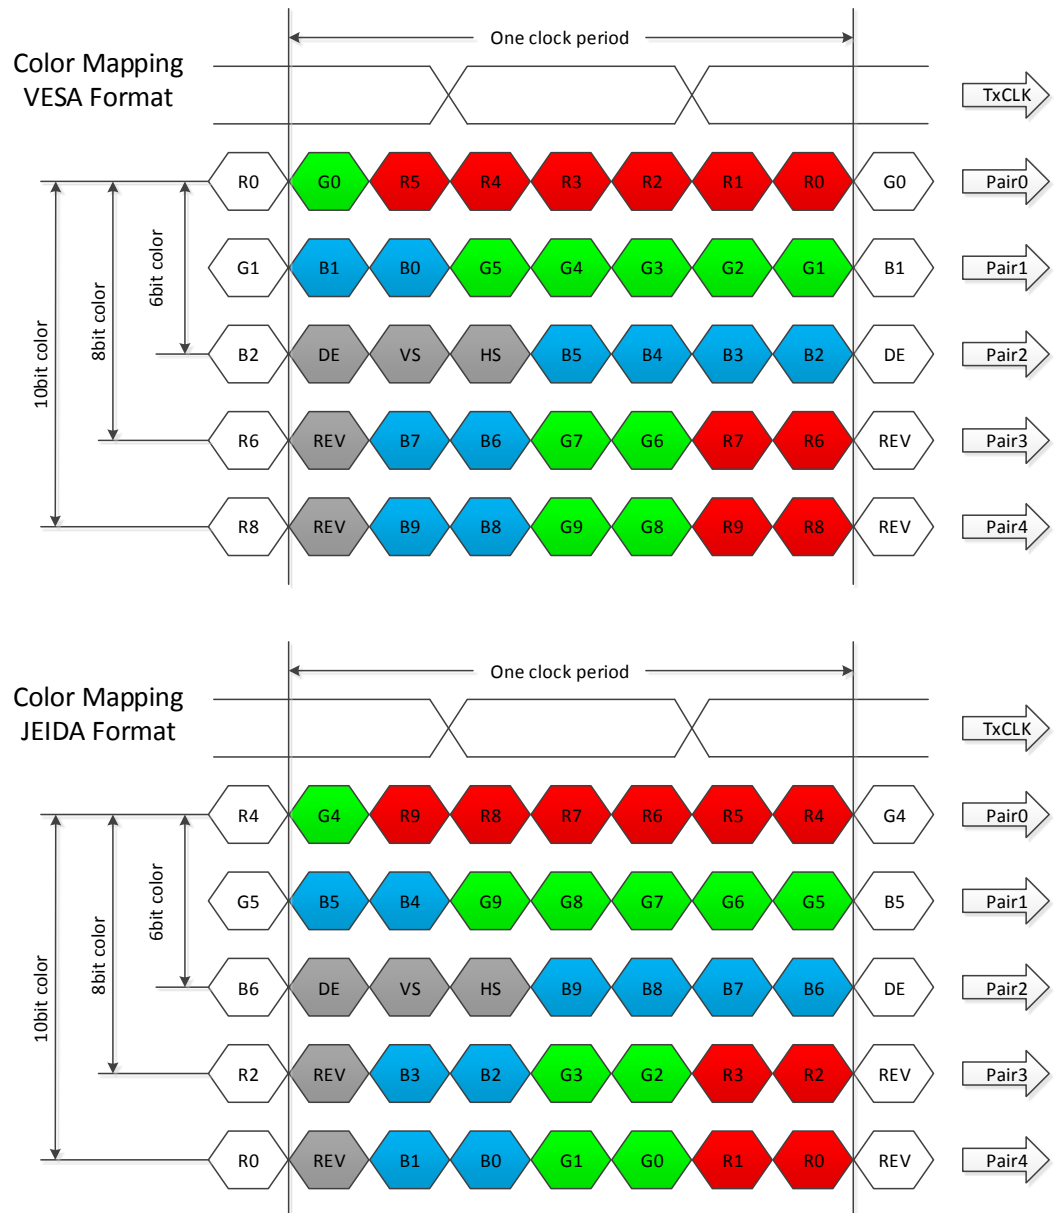 One clock period
Color Mapping
VESA Format
TxCLK
R0 G0 R5 R4 R3 R2 R1 R0 G0 Pair0
G1 B1 B0 G5 G4 G3 G2 G1 B1 Pair1
6bit color
8bit color
10bit color
B2 DE VS HS B5 B4 B3 B2 DE Pair2
R6 REV B7 B6 G7 G6 R7 R6 REV Pair3
R8 REV B9 B8 G9 G8 R9 R8 REV Pair4
One clock period
Color Mapping
JEIDA Format
TxCLK
R4 G4 R9 R8 R7 R6 R5 R4 G4 Pair0
G5 B5 B4 G9 G8 G7 G6 G5 B5 Pair1
6bit color
8bit color
10bit color
B6 DE VS HS B9 B8 B7 B6 DE Pair2
R2 REV B3 B2 G3 G2 R3 R2 REV Pair3
R0 REV B1 B0 G1 G0 R1 R0 REV Pair4